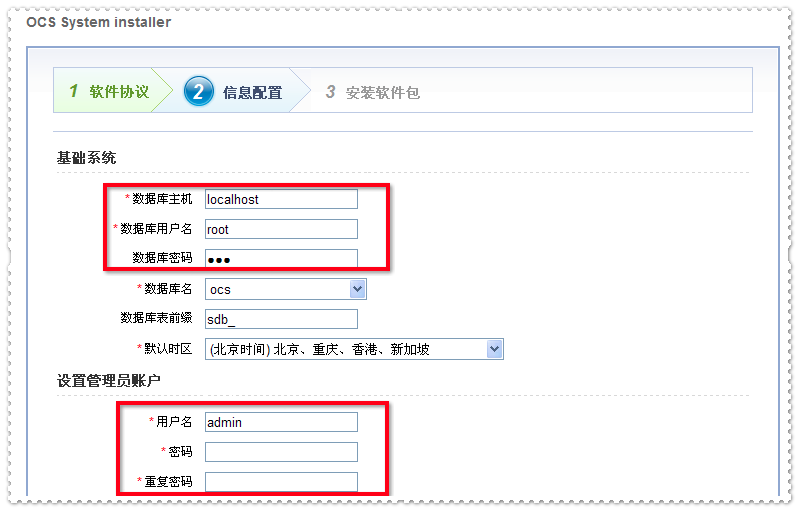 OCS System installer
1 软件协议 2 信息配置 3 安装软件包
基础系统
*数据库主机 localhost
*数据库用户名 root
数据库密码 ●●●
*数据库名 ocs
数据库表前缀 sdb_
*默认时区 (北京时间) 北京、重庆、香港、新加坡
设置管理员账户
*用户名 admin
*密码
*重复密码